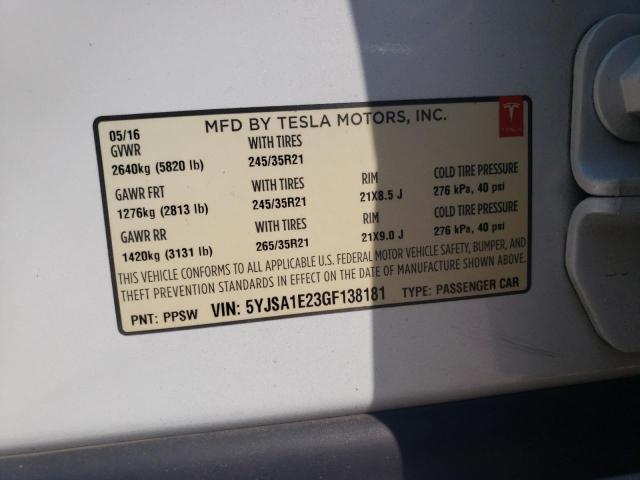 05/16 MFD BY TESLA MOTORS, INC.
TESLA
GVWR WITH TIRES
2640kg (5820 lb) 245/35R21
GAWR FRT WITH TIRES RIM COLD TIRE PRESSURE
1276kg (2813 lb) 245/35R21 21X8.5 J 276 kPa, 40 psi
GAWR RR WITH TIRES RIM COLD TIRE PRESSURE
1420kg (3131 lb) 265/35R21 21X9.0 J 276 kPa, 40 psi
THIS VEHICLE CONFORMS TO ALL APPLICABLE U.S. FEDERAL MOTOR VEHICLE SAFETY, BUMPER, AND
THEFT PREVENTION STANDARDS IN EFFECT ON THE DATE OF MANUFACTURE SHOWN ABOVE.
PNT: PPSW VIN: 5YJSA1E23GF138181 TYPE: PASSENGER CAR